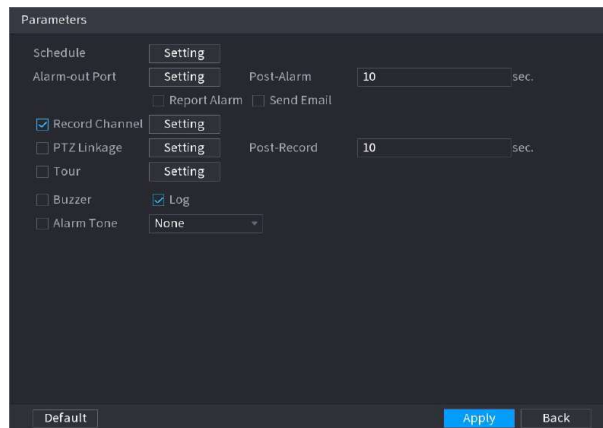 Parameters
Schedule Setting
Alarm-out Port Setting Post-Alarm 10 sec.
Report Alarm Send Email
Record Channel Setting
PTZ Linkage Setting Post-Record 10 sec.
Tour Setting
Buzzer Log
Alarm Tone None
Default Apply Back